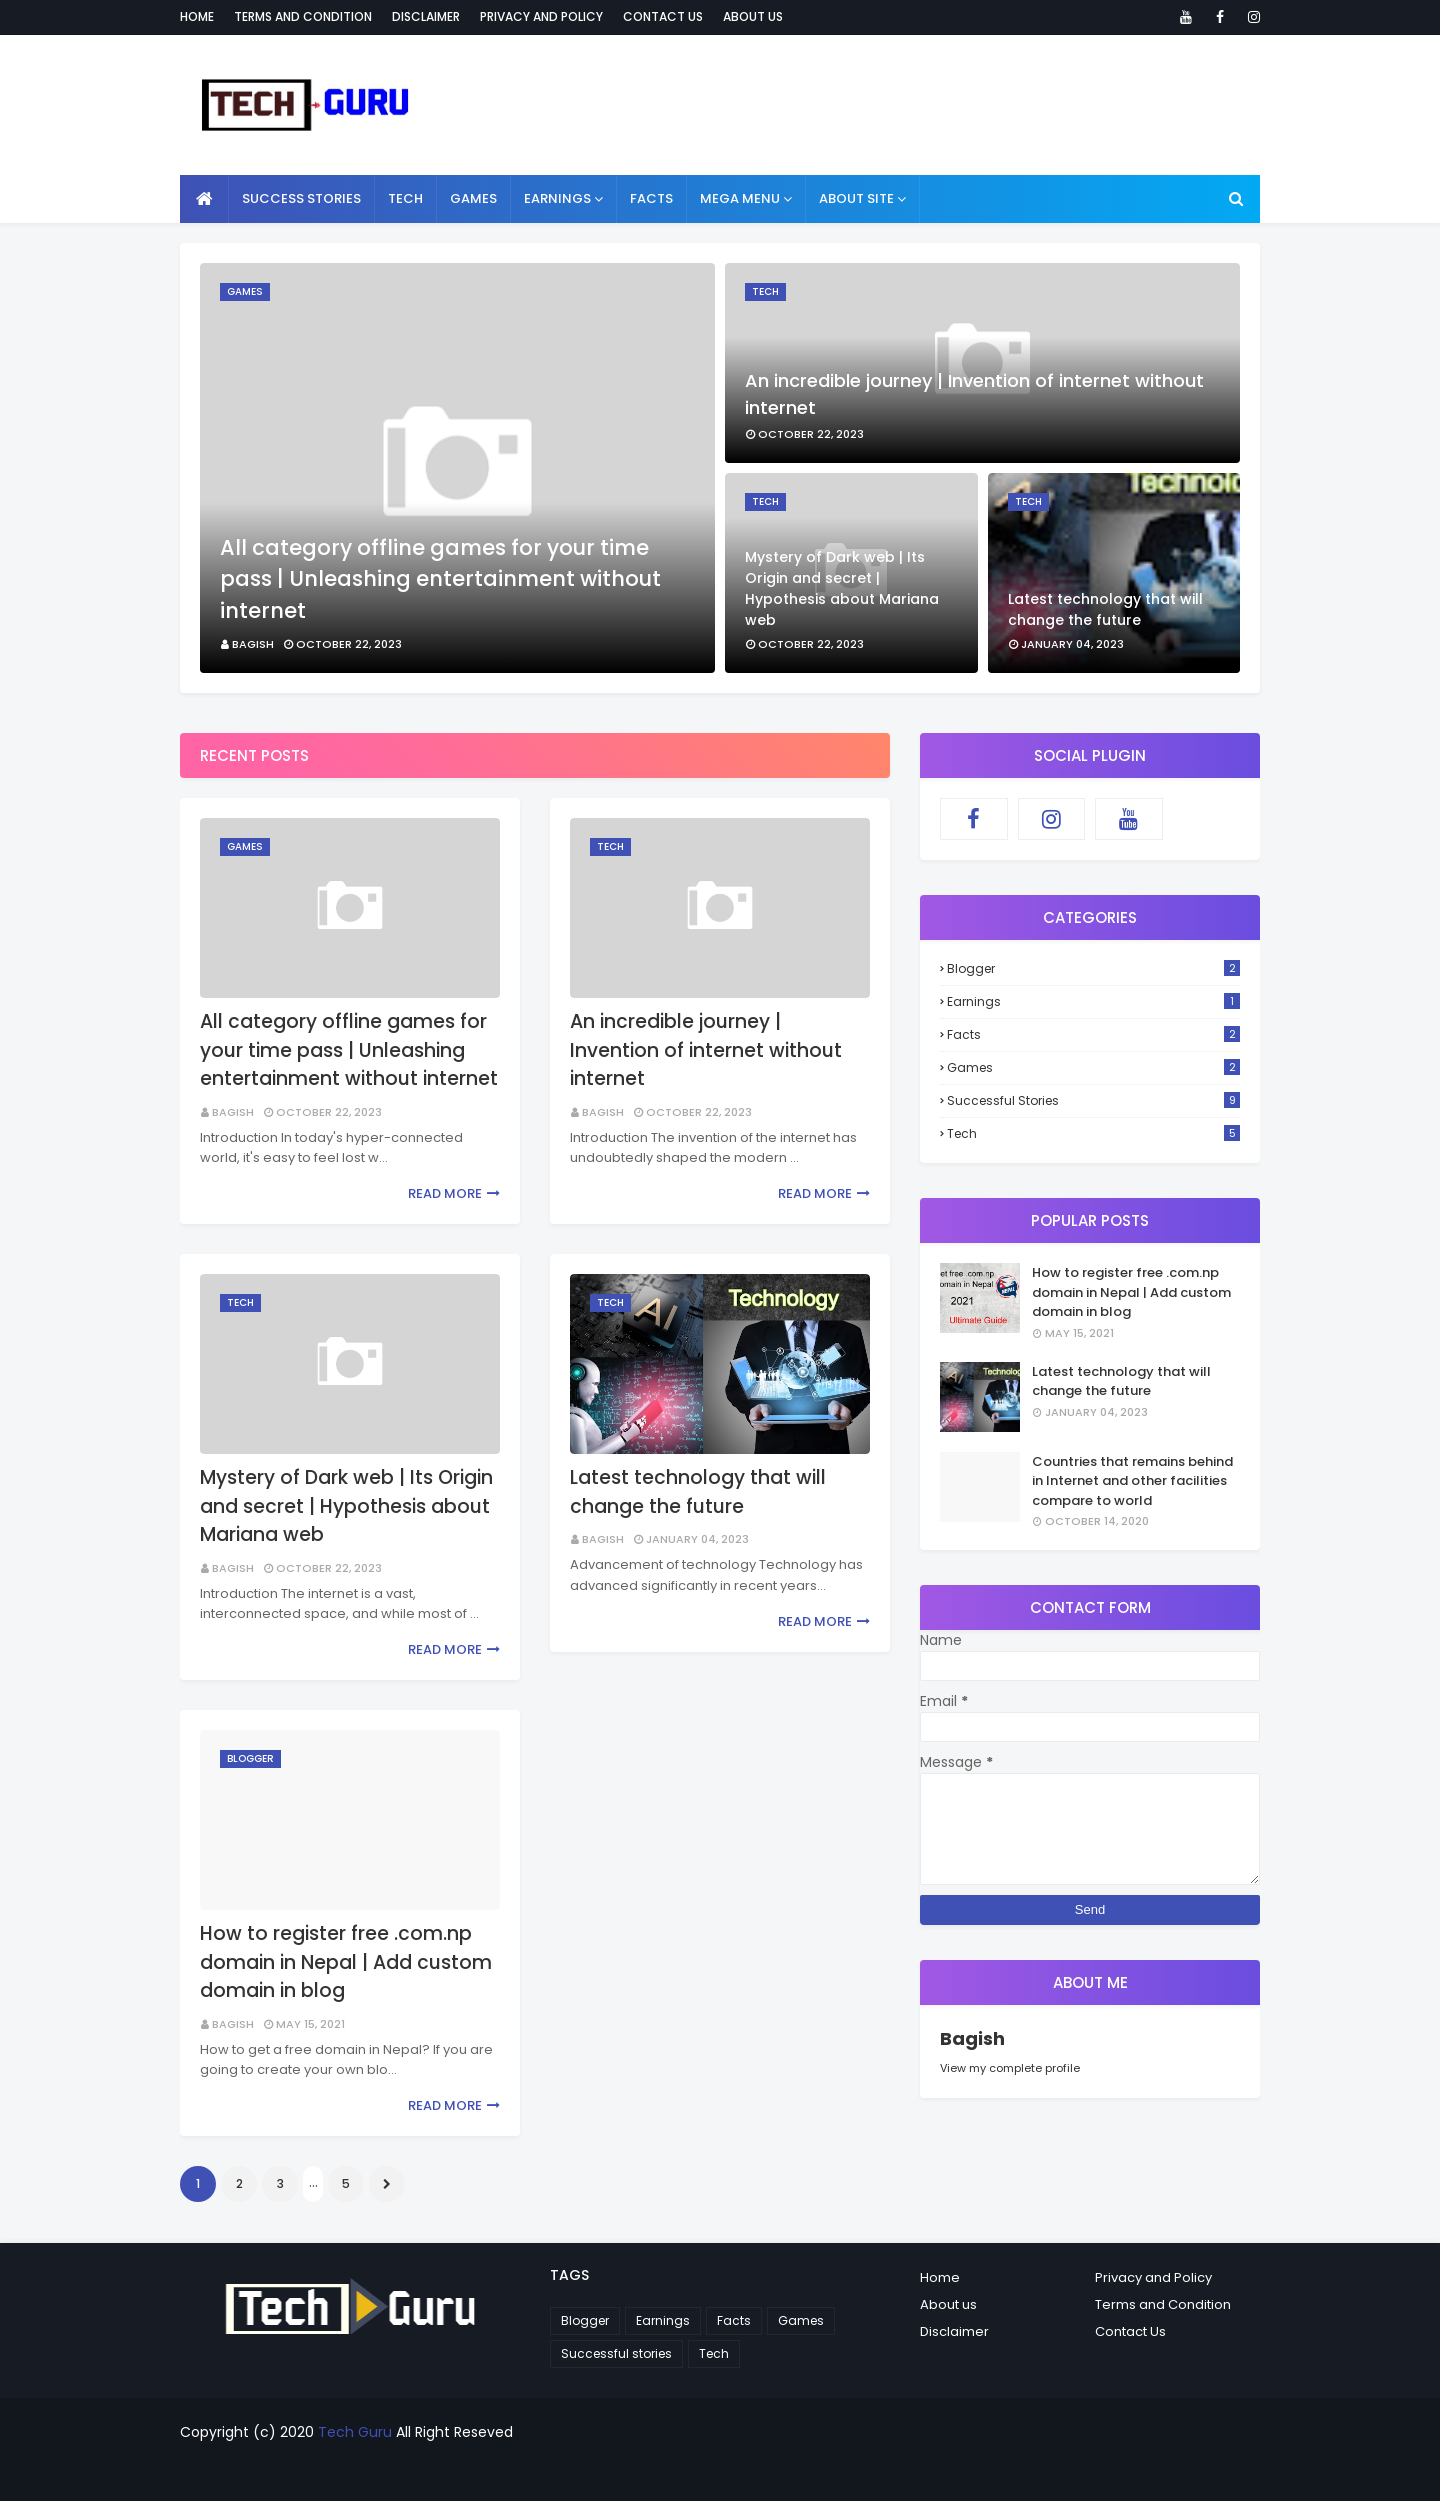 HOME TERMS AND CONDITION DISCLAIMER PRIVACY AND POLICY CONTACT US ABOUT US
TECH GURU
SUCCESS STORIES TECH GAMES EARNINGS FACTS MEGA MENU ABOUT SITE
GAMES
All category offline games for your time
pass | Unleashing entertainment without
internet
BAGISH OCTOBER 22, 2023
TECH
An incredible journey | Invention of internet without
internet
OCTOBER 22, 2023
TECH
Mystery of Dark web | Its
Origin and secret |
Hypothesis about Mariana
web
OCTOBER 22, 2023
TECH
Latest technology that will
change the future
JANUARY 04, 2023
RECENT POSTS
GAMES
All category offline games for
your time pass | Unleashing
entertainment without internet
BAGISH OCTOBER 22, 2023
Introduction In today's hyper-connected
world, it's easy to feel lost w...
READ MORE
TECH
An incredible journey |
Invention of internet without
internet
BAGISH OCTOBER 22, 2023
Introduction The invention of the internet has
undoubtedly shaped the modern ...
READ MORE
TECH
Mystery of Dark web | Its Origin
and secret | Hypothesis about
Mariana web
BAGISH OCTOBER 22, 2023
Introduction The internet is a vast,
interconnected space, and while most of ...
READ MORE
TECH
AI
Technology
Latest technology that will
change the future
BAGISH JANUARY 04, 2023
Advancement of technology Technology has
advanced significantly in recent years...
READ MORE
BLOGGER
How to register free .com.np
domain in Nepal | Add custom
domain in blog
BAGISH MAY 15, 2021
How to get a free domain in Nepal? If you are
going to create your own blo...
READ MORE
1 2 3 ... 5
SOCIAL PLUGIN
CATEGORIES
Blogger 2
Earnings 1
Facts 2
Games 2
Successful Stories 9
Tech 5
POPULAR POSTS
et free .com.np
domain in Nepal
2021
Ultimate Guide
How to register free .com.np
domain in Nepal | Add custom
domain in blog
MAY 15, 2021
Latest technology that will
change the future
JANUARY 04, 2023
Countries that remains behind
in Internet and other facilities
compare to world
OCTOBER 14, 2020
CONTACT FORM
Name
Email *
Message *
Send
ABOUT ME
Bagish
View my complete profile
Tech Guru
TAGS
Blogger Earnings Facts Games
Successful stories Tech
Home
About us
Disclaimer
Privacy and Policy
Terms and Condition
Contact Us
Copyright (c) 2020 Tech Guru All Right Reseved